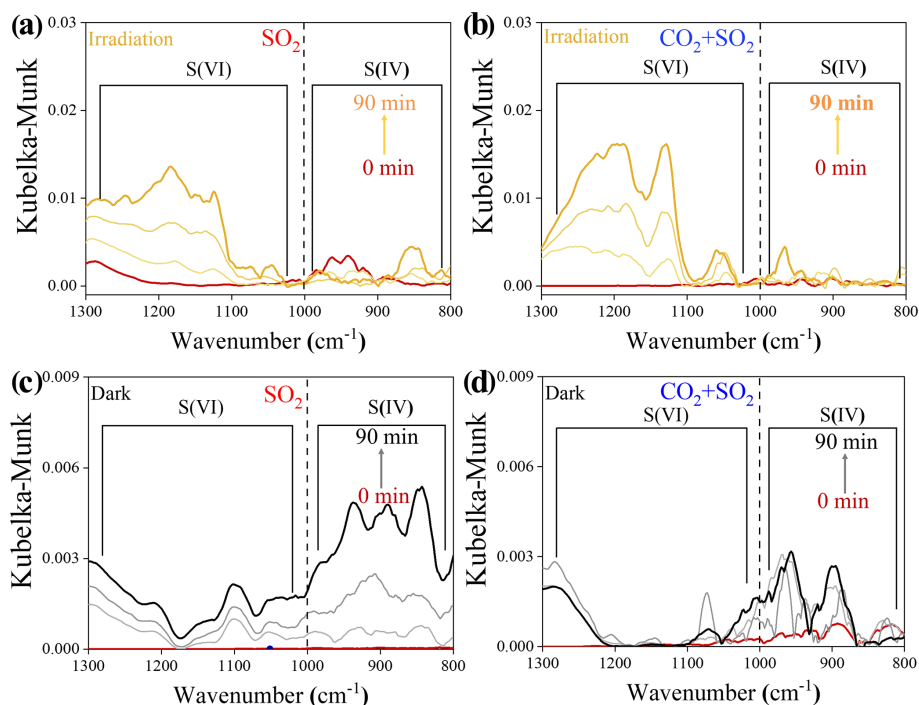 (a)
0.03
Irradiation
SO2
S(VI)
S(IV)
0.02
90 min
0.01
0 min
0.00
1300 1200 1100 1000 900 800
Kubelka-Munk
Wavenumber (cm-1)
(b)
0.03
Irradiation
CO2+SO2
S(VI)
S(IV)
0.02
90 min
0.01
0 min
0.00
1300 1200 1100 1000 900 800
Kubelka-Munk
Wavenumber (cm-1)
(c)
0.009
Dark
SO2
S(VI)
S(IV)
90 min
0.006
0 min
0.003
0.000
1300 1200 1100 1000 900 800
Kubelka-Munk
Wavenumber (cm-1)
(d)
0.009
Dark
CO2+SO2
S(VI)
S(IV)
90 min
0.006
0 min
0.003
0.000
1300 1200 1100 1000 900 800
Kubelka-Munk
Wavenumber (cm-1)